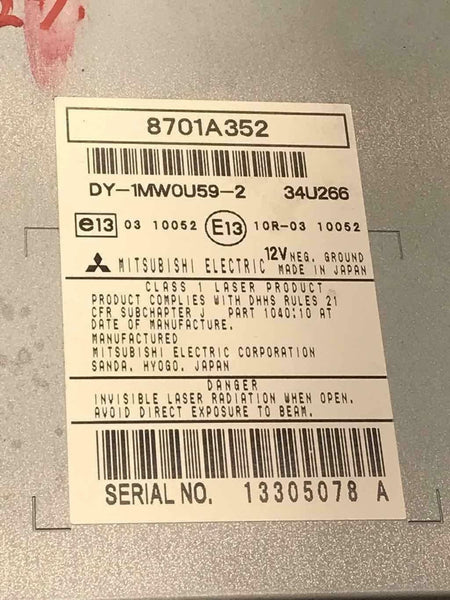 8701A352
DY-1MW0U59-2 34U266
e13 03 10052 E13 10R-03 10052
12V NEG. GROUND
MITSUBISHI ELECTRIC MADE IN JAPAN
CLASS 1 LASER PRODUCT
PRODUCT COMPLIES WITH DHHS RULES 21
CFR SUBCHAPTER J PART 1040:10 AT
DATE OF MANUFACTURE.
MANUFACTURED
MITSUBISHI ELECTRIC CORPORATION
SANDA, HYOGO, JAPAN
DANGER
INVISIBLE LASER RADIATION WHEN OPEN.
AVOID DIRECT EXPOSURE TO BEAM.
SERIAL NO. 13305078 A